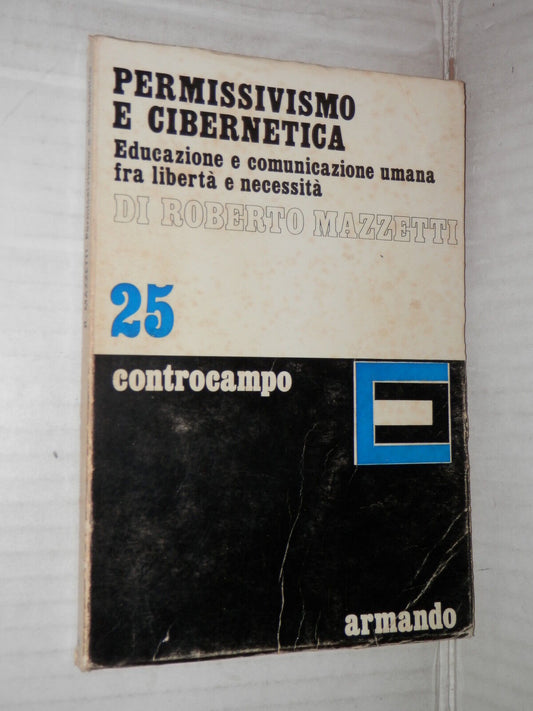 PERMISSIVISMO
E CIBERNETICA
Educazione e comunicazione umana
fra libertà e necessità
DI ROBERTO MAZZETTI
25
controcampo
armando